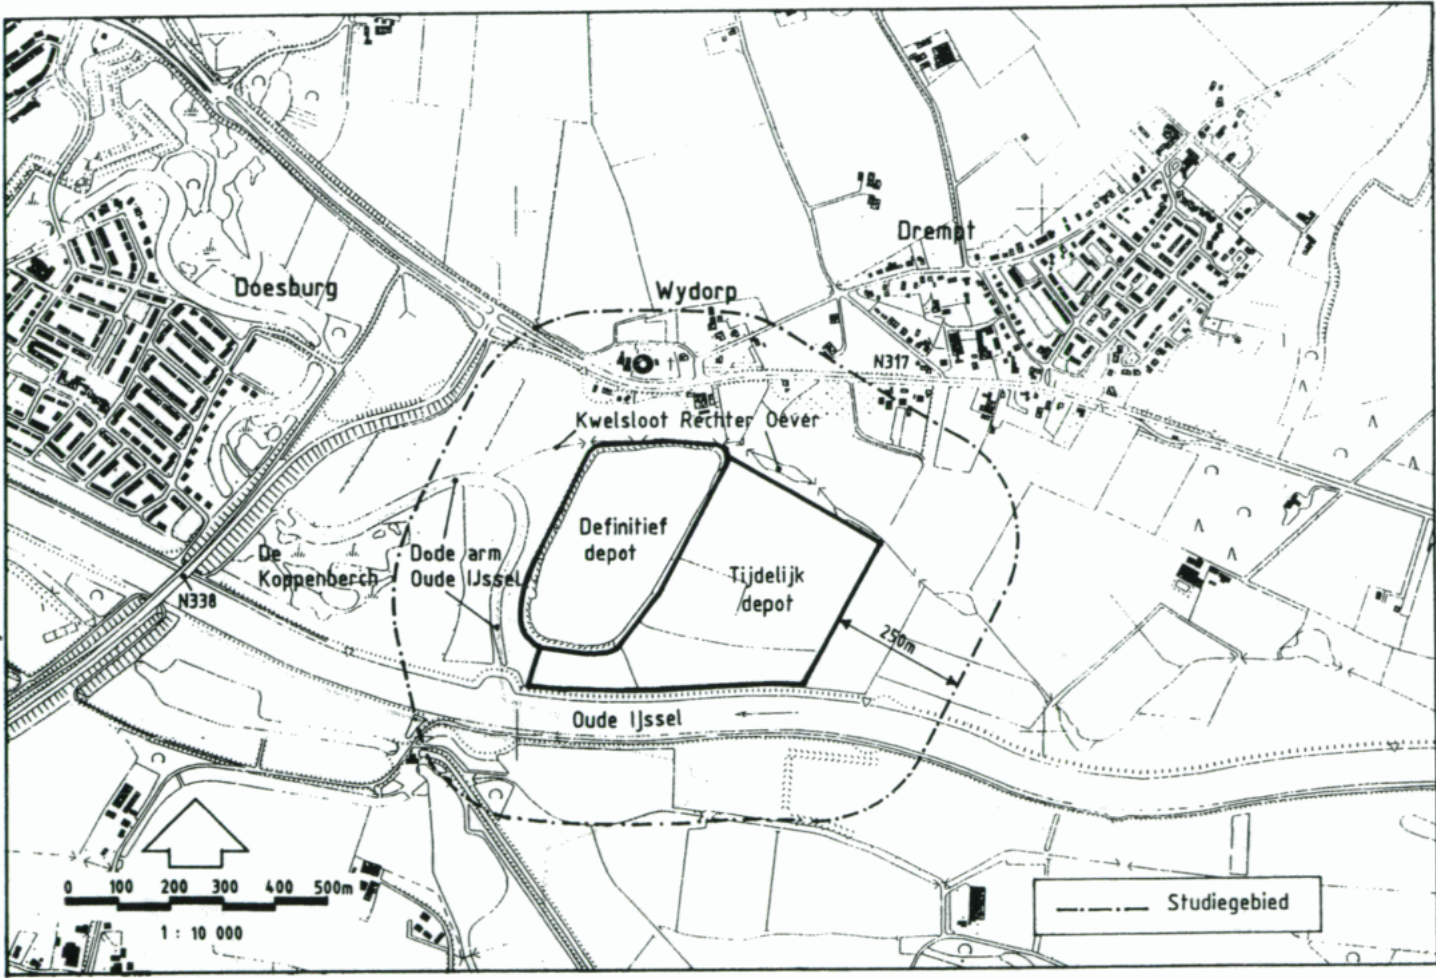 Drempt
Doesburg
Wydorp
N317
Kwelsloot Rechter Oever
Definitief
depot
De
Koppenberch
Dode arm
Oude IJssel
Tijdelijk
depot
N338
250m
Oude IJssel
0 100 200 300 400 500m
1 : 10 000
Studiegebied